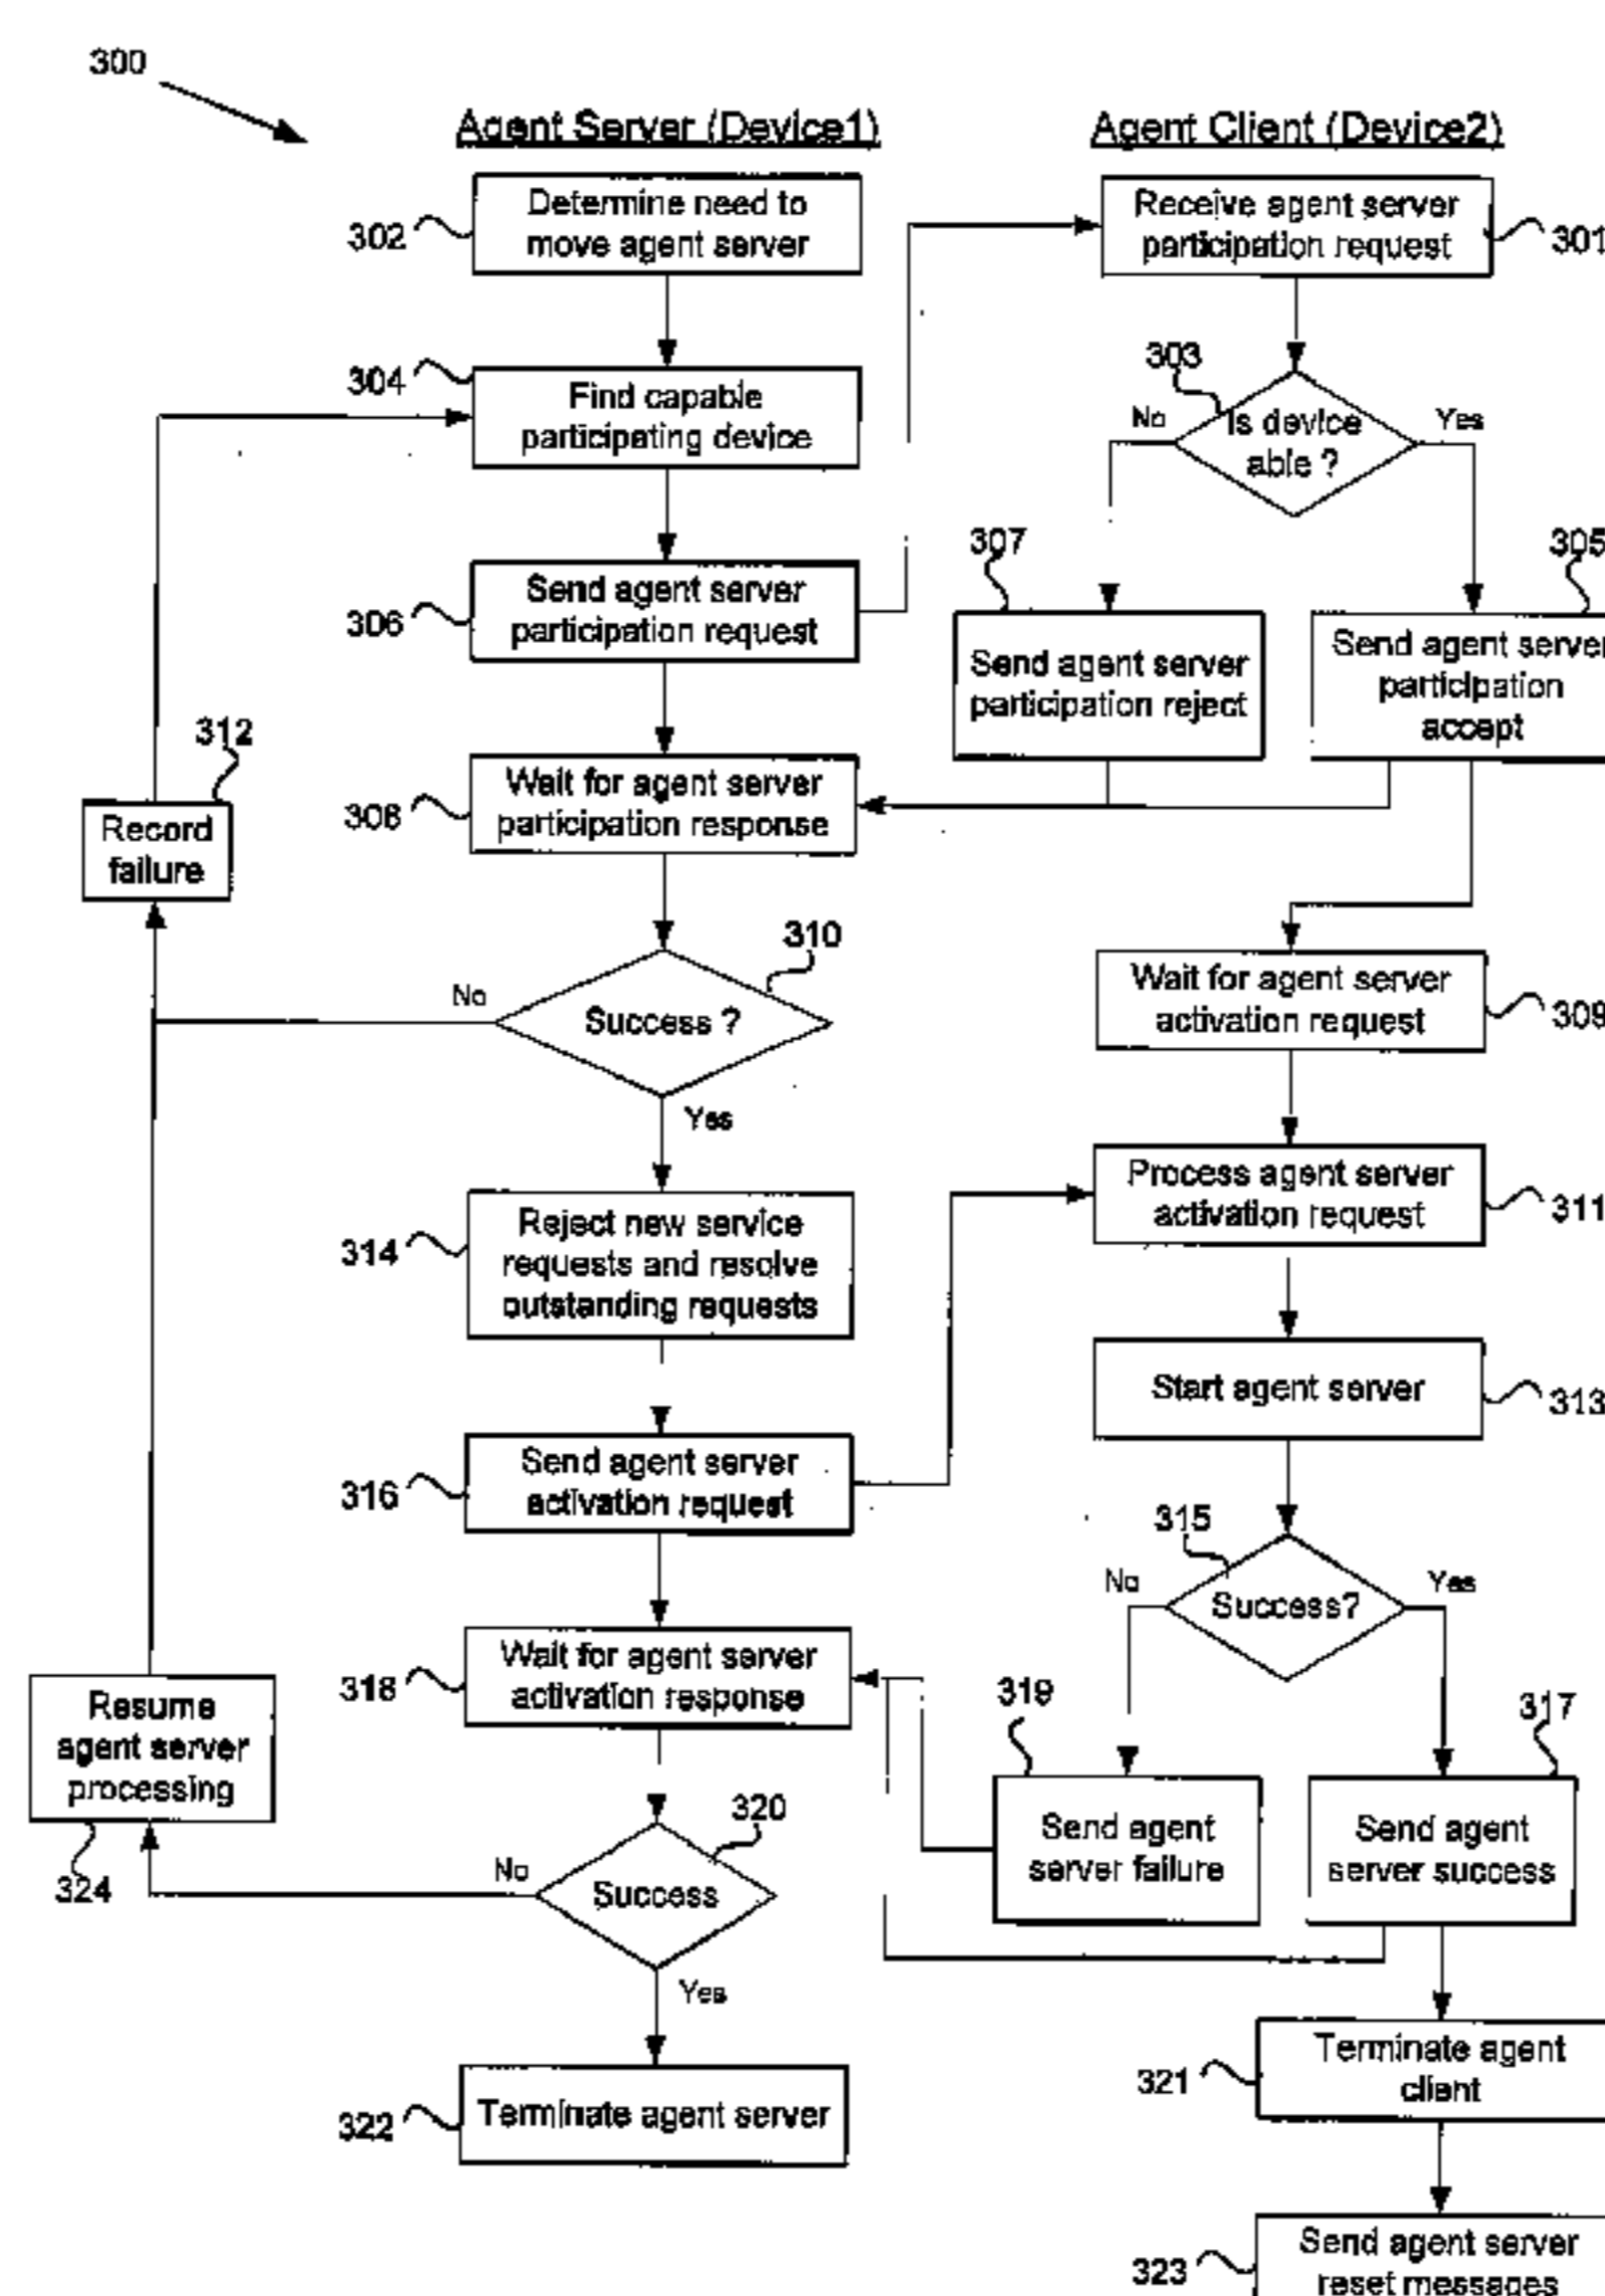 300
Agent Server (Device1)
Agent Client (Device2)
302
Determine need to
move agent server
Receive agent server
participation request
301
304
Find capable
participating device
303
No
Is device
able ?
Yes
306
Send agent server
participation request
307
Send agent server
participation reject
305
Send agent server
participation
accept
312
Record
failure
308
Wait for agent server
participation response
310
No
Success ?
Yes
Wait for agent server
activation request
309
314
Reject new service
requests and resolve
outstanding requests
Process agent server
activation request
311
Start agent server
313
316
Send agent server
activation request
315
No
Success?
Yes
318
Wait for agent server
activation response
Resume
agent server
processing
324
319
Send agent
server failure
317
Send agent
server success
320
No
Success
Yes
322
Terminate agent server
321
Terminate agent
client
323
Send agent server
reset messages